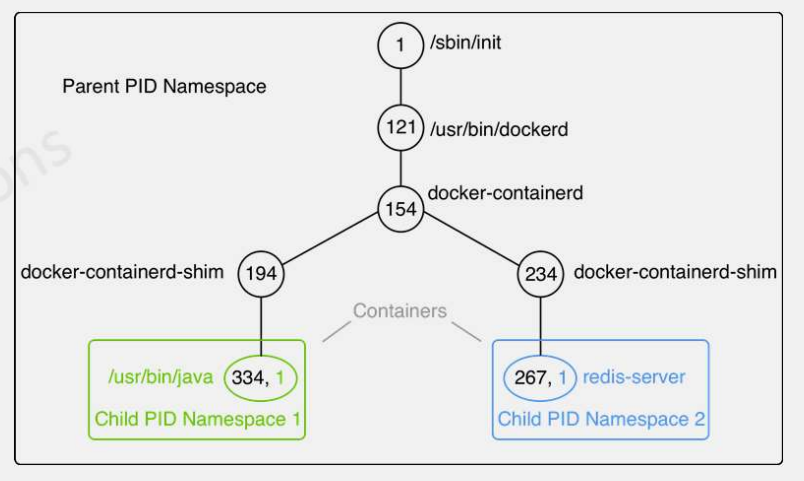 1 /sbin/init
Parent PID Namespace
121 /usr/bin/dockerd
docker-containerd
154
docker-containerd-shim 194
234 docker-containerd-shim
Containers
/usr/bin/java 334, 1
Child PID Namespace 1
267, 1 redis-server
Child PID Namespace 2
ons